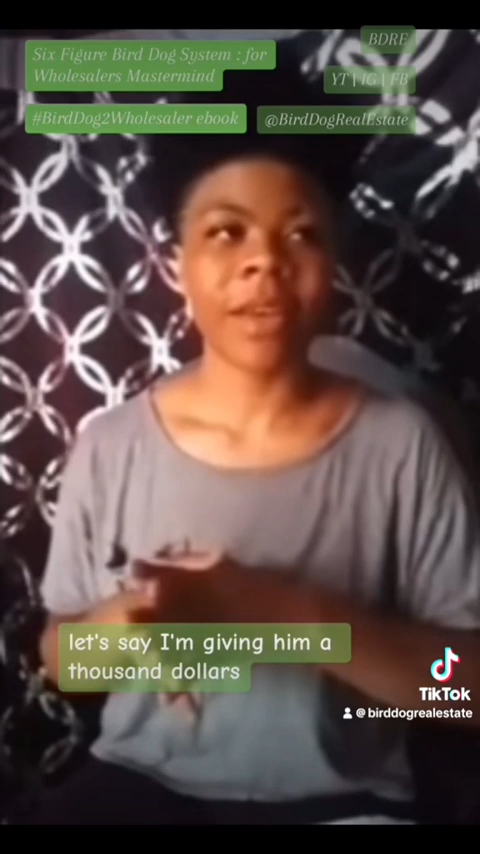 Six Figure Bird Dog System : for
Wholesalers Mastermind
BDRE
YT | IG | FB
#BirdDog2Wholesaler ebook
@BirdDogRealEstate
let's say I'm giving him a
thousand dollars
TikTok
@birddogrealestate